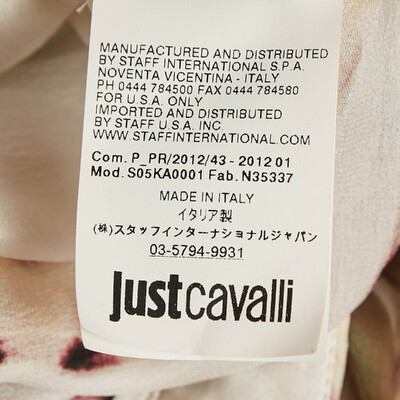 MANUFACTURED AND DISTRIBUTED
BY STAFF INTERNATIONAL S.P.A.
NOVENTA VICENTINA - ITALY
PH 0444 784500 FAX 0444 784580
FOR U.S.A. ONLY
IMPORTED AND DISTRIBUTED
BY STAFF U.S.A. INC.
WWW.STAFFINTERNATIONAL.COM
Com. P_PR/2012/43 - 2012 01
Mod. S05KA0001 Fab. N35337
MADE IN ITALY
イタリア製
(株)スタッフインターナショナルジャパン
03-5794-9931
justcavalli